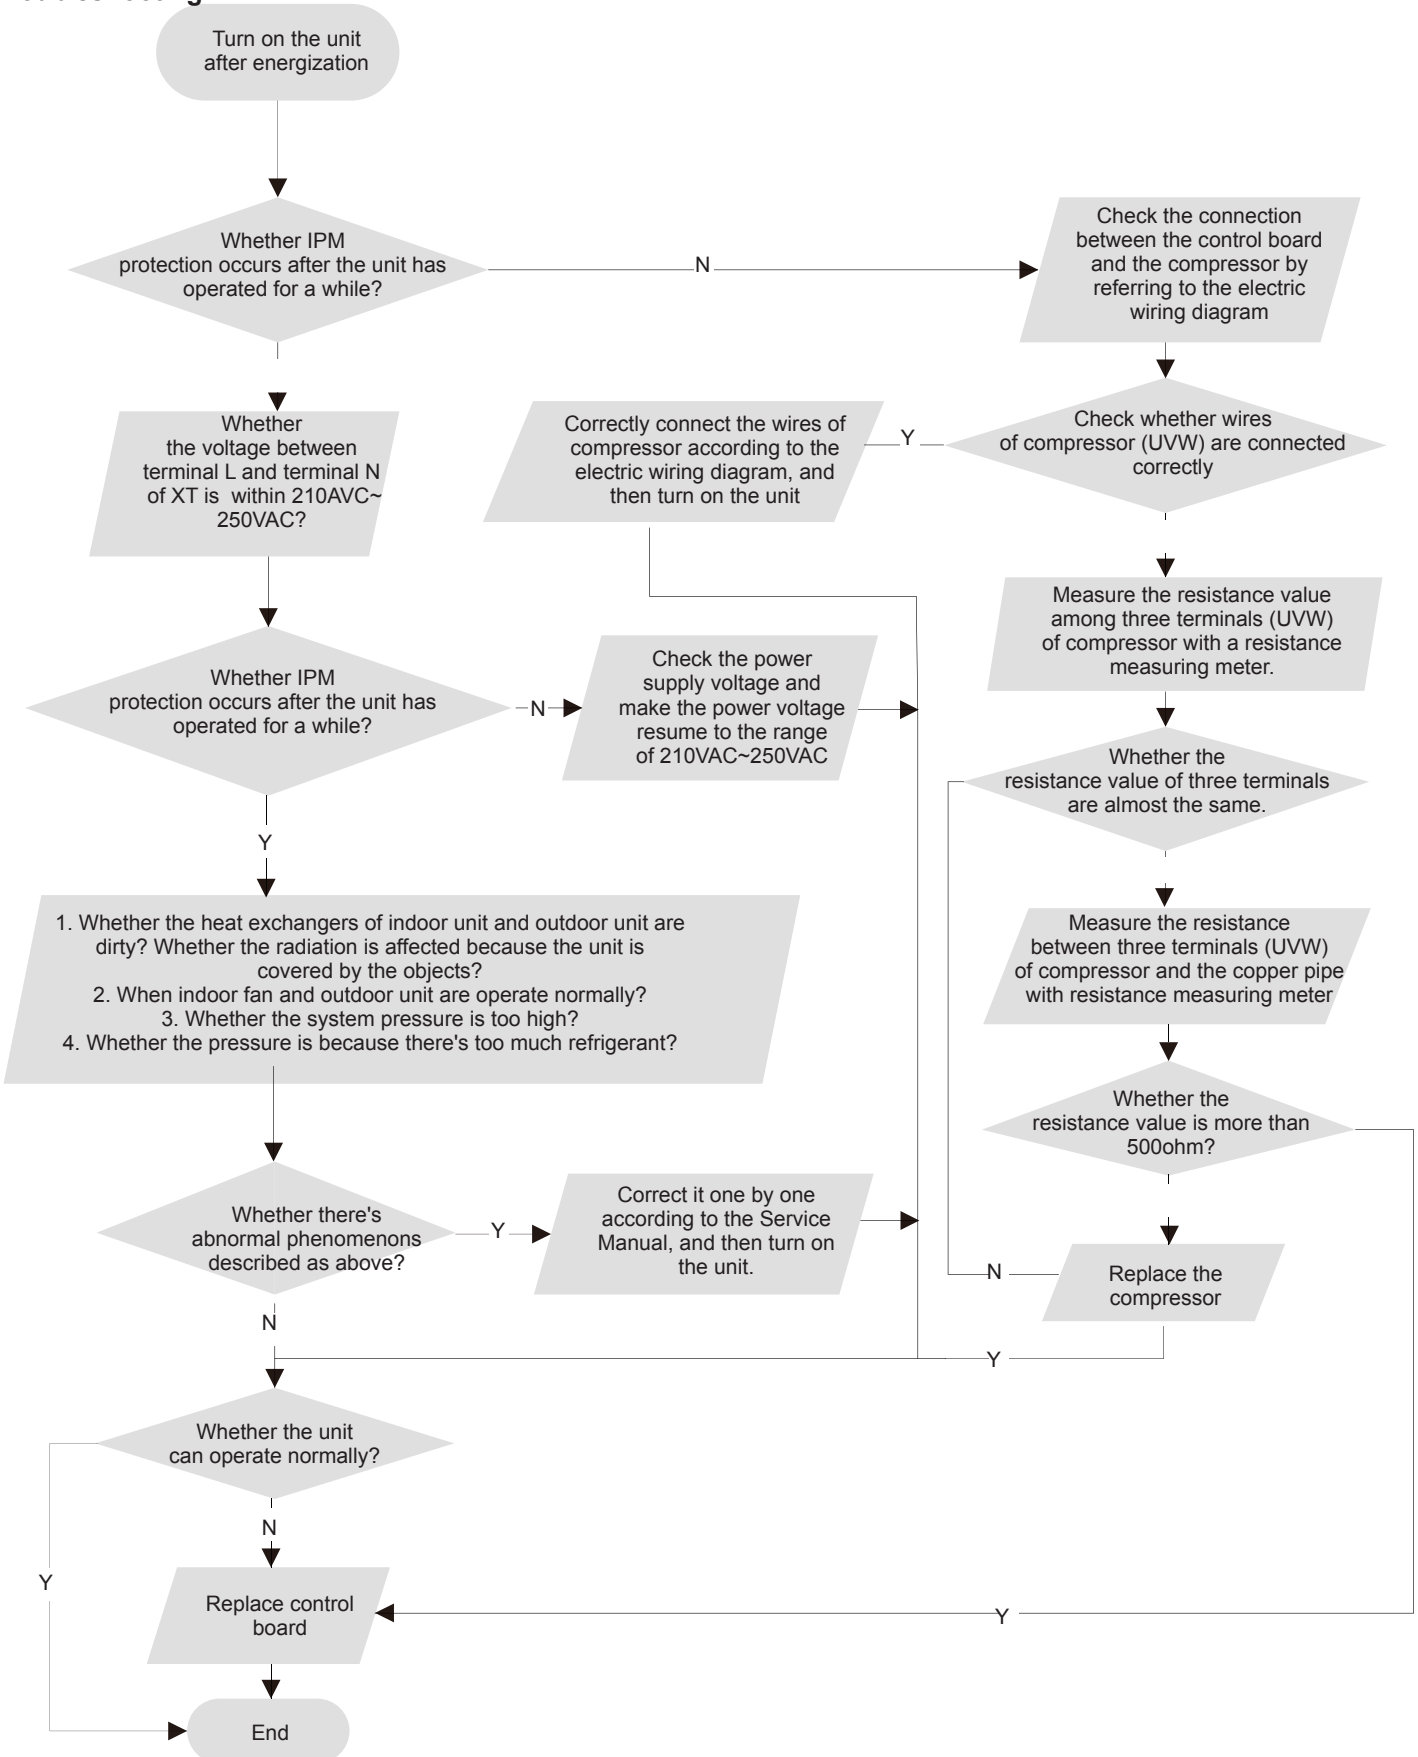 Turn on the unit
after energization
Whether IPM
protection occurs after the unit has
operated for a while?
N
Check the connection
between the control board
and the compressor by
referring to the electric
wiring diagram
Whether
the voltage between
terminal L and terminal N
of XT is within 210AVC~
250VAC?
Correctly connect the wires of
compressor according to the
electric wiring diagram, and
then turn on the unit
Y
Check whether wires
of compressor (UVW) are connected
correctly
Measure the resistance value
among three terminals (UVW)
of compressor with a resistance
measuring meter.
Whether IPM
protection occurs after the unit has
operated for a while?
N
Check the power
supply voltage and
make the power voltage
resume to the range
of 210VAC~250VAC
Whether the
resistance value of three terminals
are almost the same.
Y
1. Whether the heat exchangers of indoor unit and outdoor unit are
dirty? Whether the radiation is affected because the unit is
covered by the objects?
2. When indoor fan and outdoor unit are operate normally?
3. Whether the system pressure is too high?
4. Whether the pressure is because there's too much refrigerant?
Measure the resistance
between three terminals (UVW)
of compressor and the copper pipe
with resistance measuring meter
Whether the
resistance value is more than
500ohm?
Whether there's
abnormal phenomenons
described as above?
Y
Correct it one by one
according to the Service
Manual, and then turn on
the unit.
N
Replace the
compressor
N
Y
Whether the unit
can operate normally?
N
Y
Replace control
board
Y
End